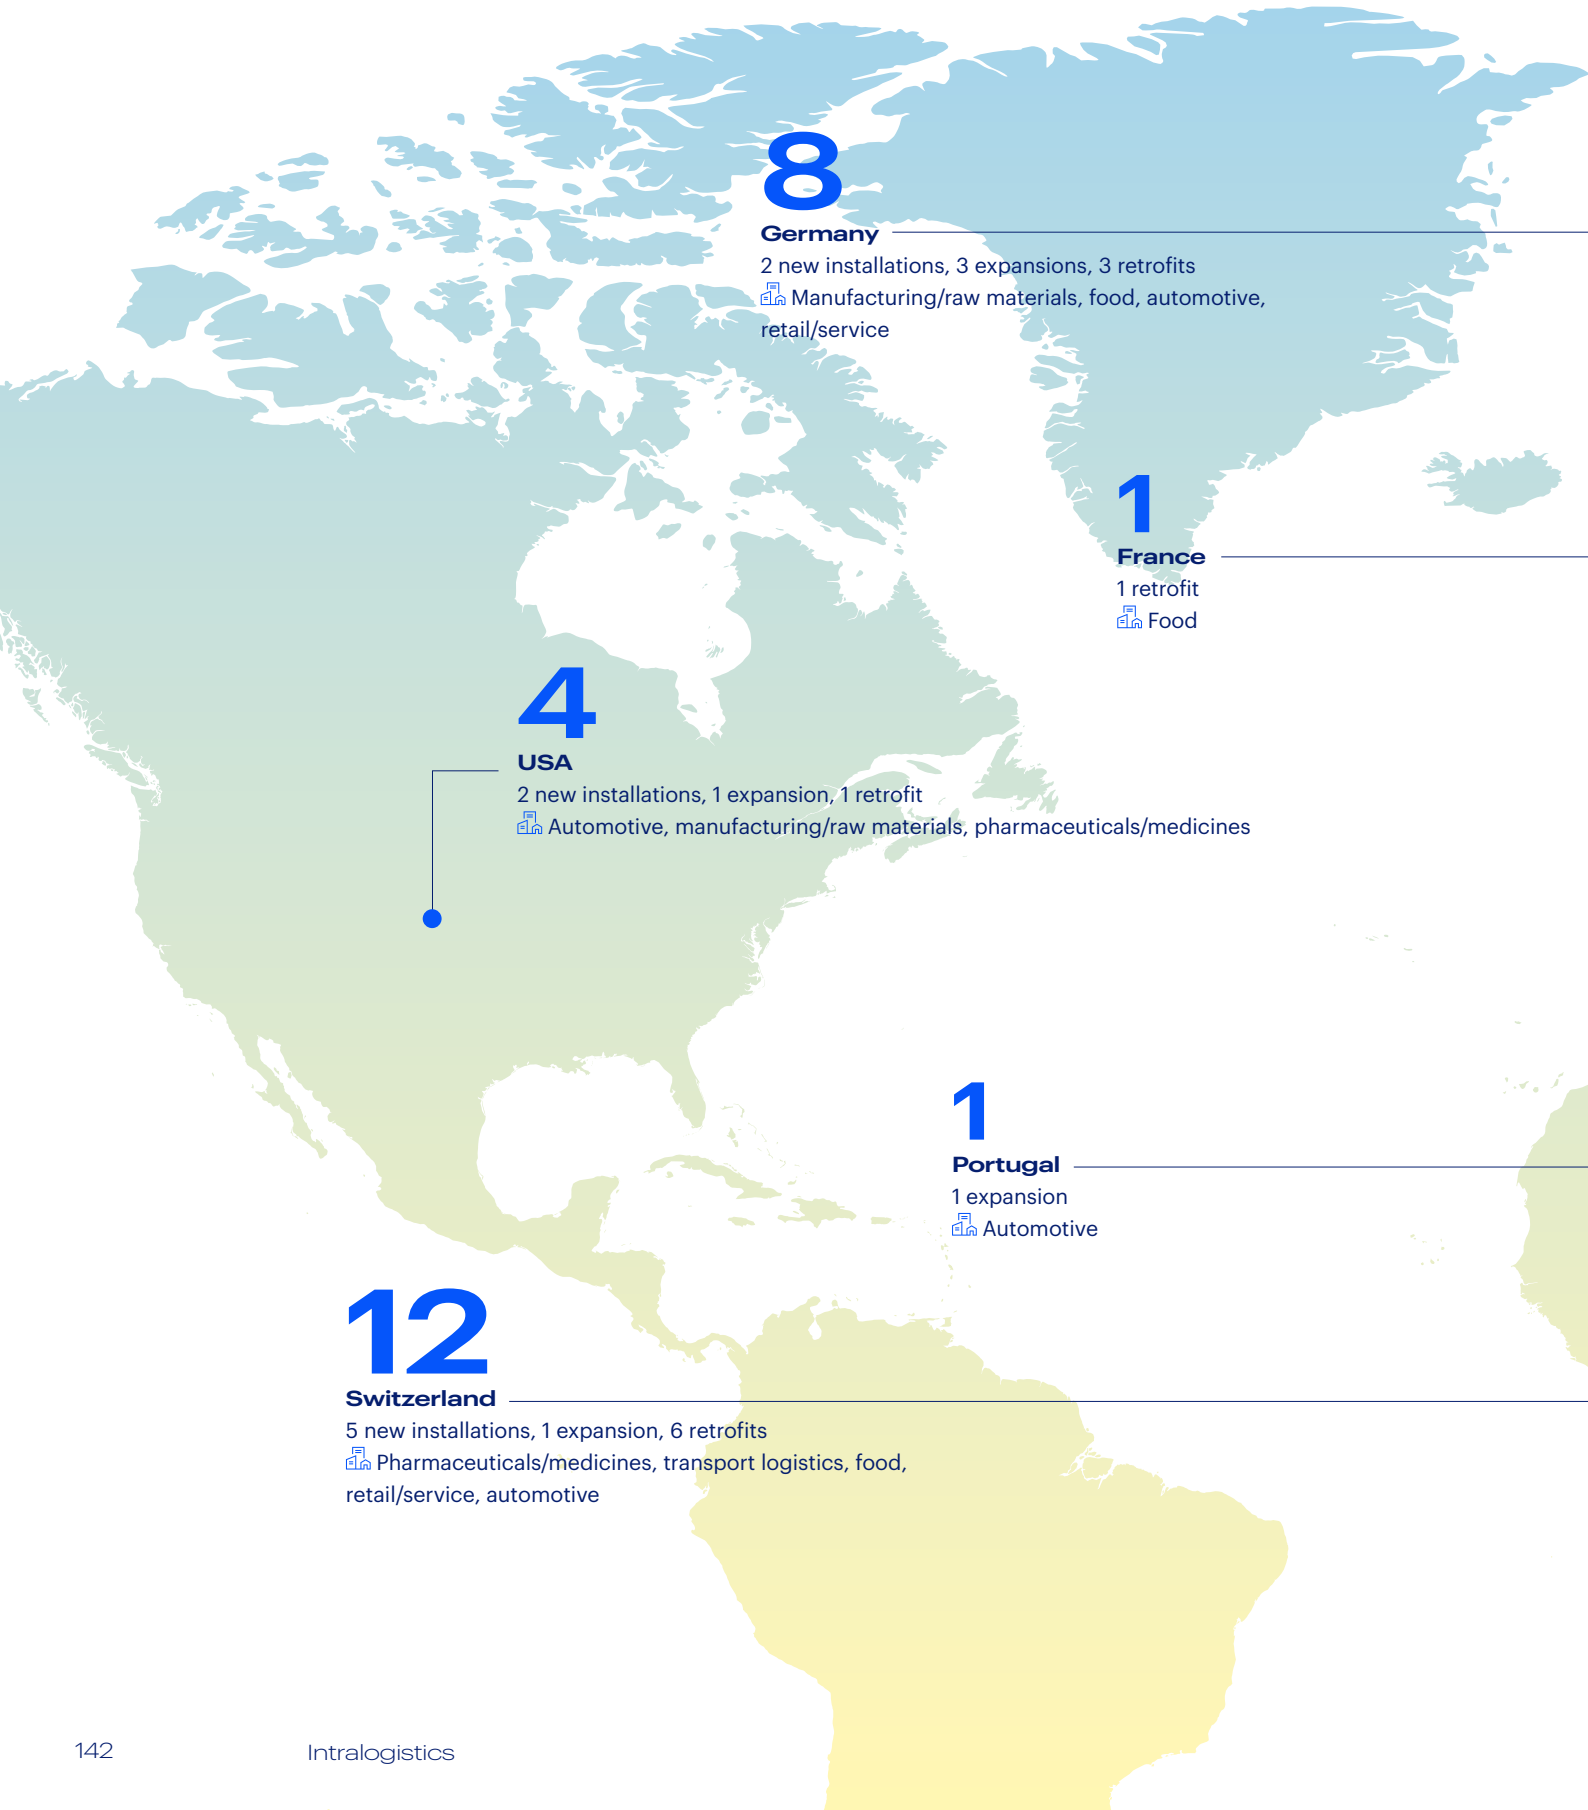 8
Germany
2 new installations, 3 expansions, 3 retrofits
Manufacturing/raw materials, food, automotive,
retail/service
1
France
1 retrofit
Food
4
USA
2 new installations, 1 expansion, 1 retrofit
Automotive, manufacturing/raw materials, pharmaceuticals/medicines
1
Portugal
1 expansion
Automotive
12
Switzerland
5 new installations, 1 expansion, 6 retrofits
Pharmaceuticals/medicines, transport logistics, food,
retail/service, automotive
142
Intralogistics